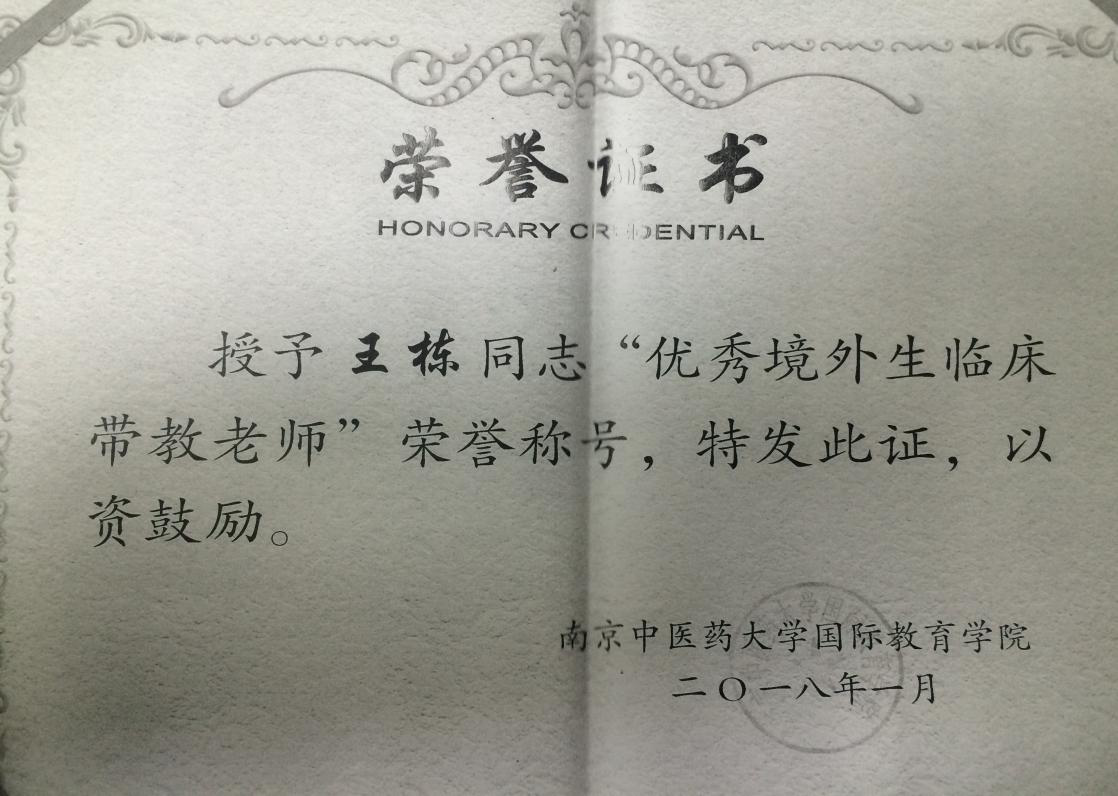 荣誉证书
HONORARY CREDENTIAL
授予王栋同志“优秀境外生临床
带教老师”荣誉称号，特发此证，以
资鼓励。
南京中医药大学国际教育学院
二〇一八年一月